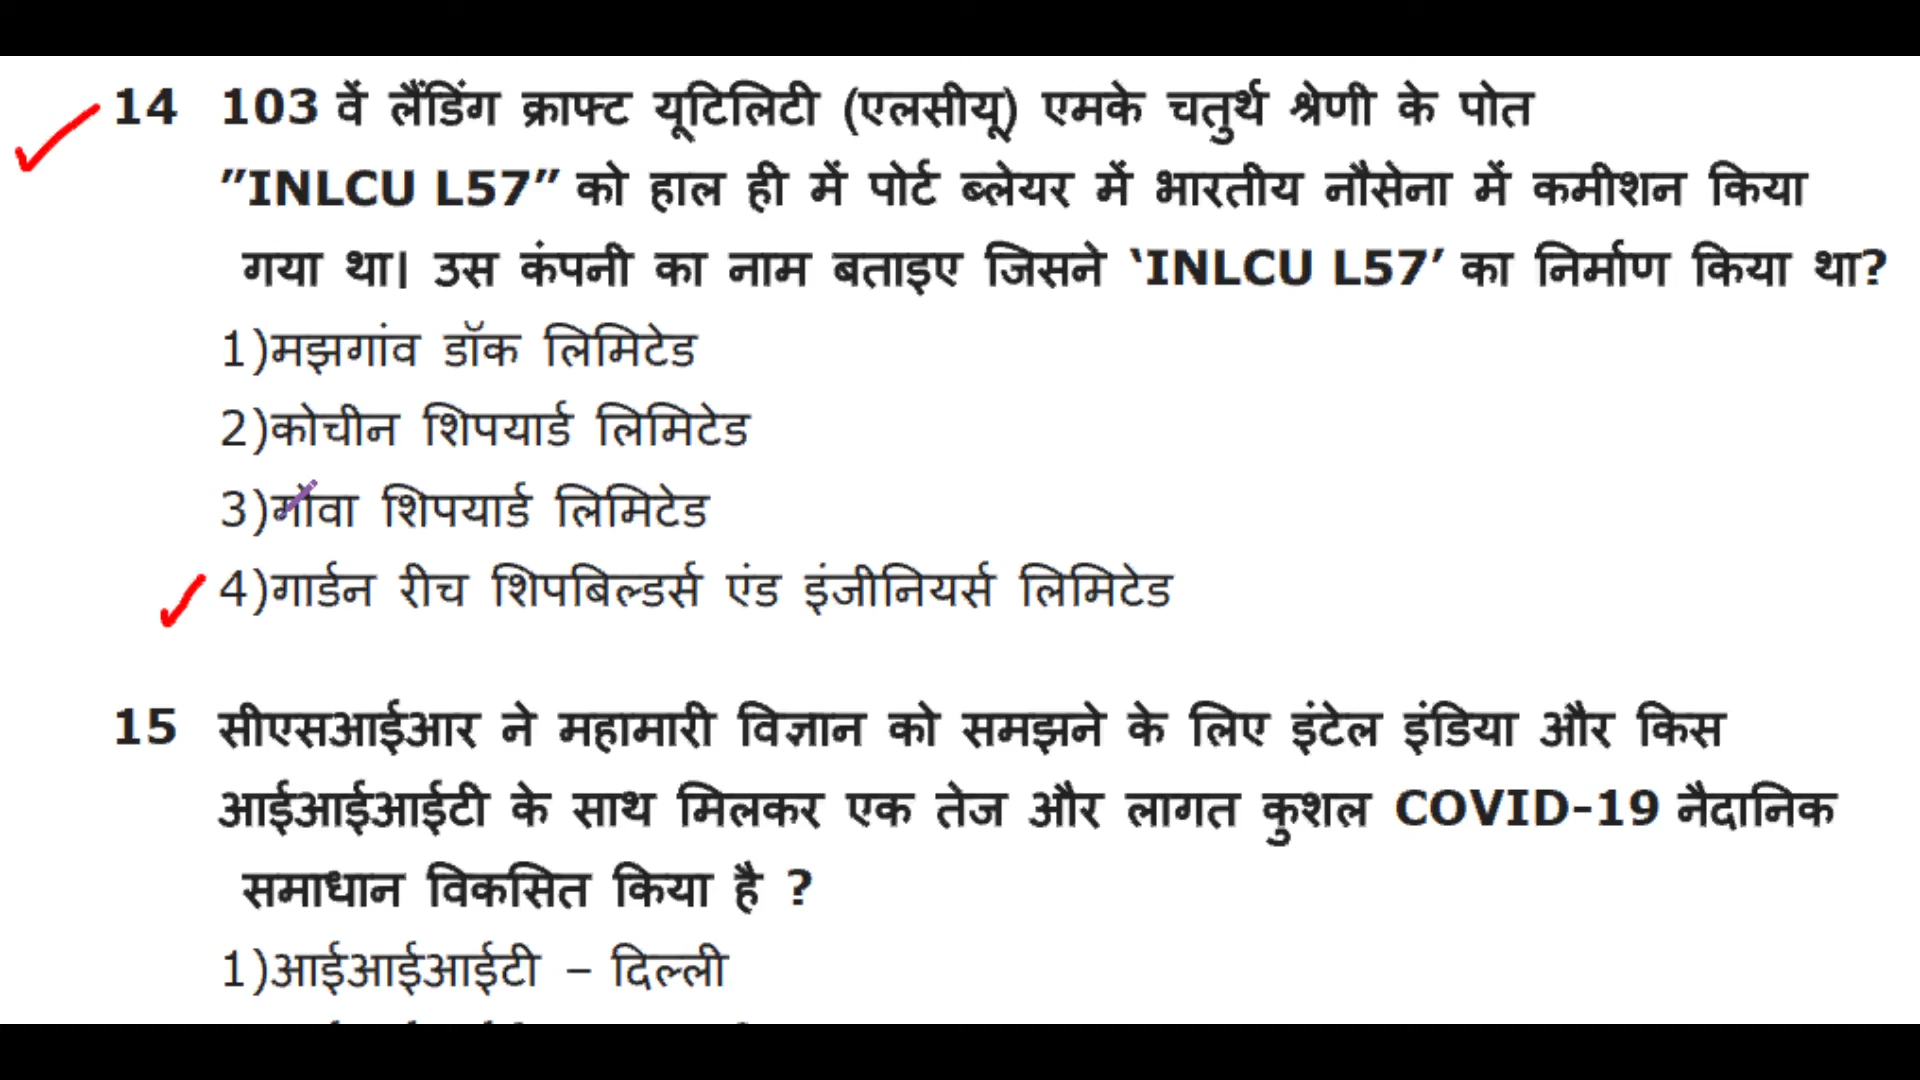 14 103 वें लैंडिंग क्राफ्ट यूटिलिटी (एलसीयू) एमके चतुर्थ श्रेणी के पोत
”INLCU L57” को हाल ही में पोर्ट ब्लेयर में भारतीय नौसेना में कमीशन किया
गया था। उस कंपनी का नाम बताइए जिसने ‘INLCU L57’ का निर्माण किया था?
1)मझगांव डॉक लिमिटेड
2)कोचीन शिपयार्ड लिमिटेड
3)गोवा शिपयार्ड लिमिटेड
4)गार्डन रीच शिपबिल्डर्स एंड इंजीनियर्स लिमिटेड
15 सीएसआईआर ने महामारी विज्ञान को समझने के लिए इंटेल इंडिया और किस
आईआईआईटी के साथ मिलकर एक तेज और लागत कुशल COVID-19 नैदानिक
समाधान विकसित किया है ?
1)आईआईआईटी – दिल्ली